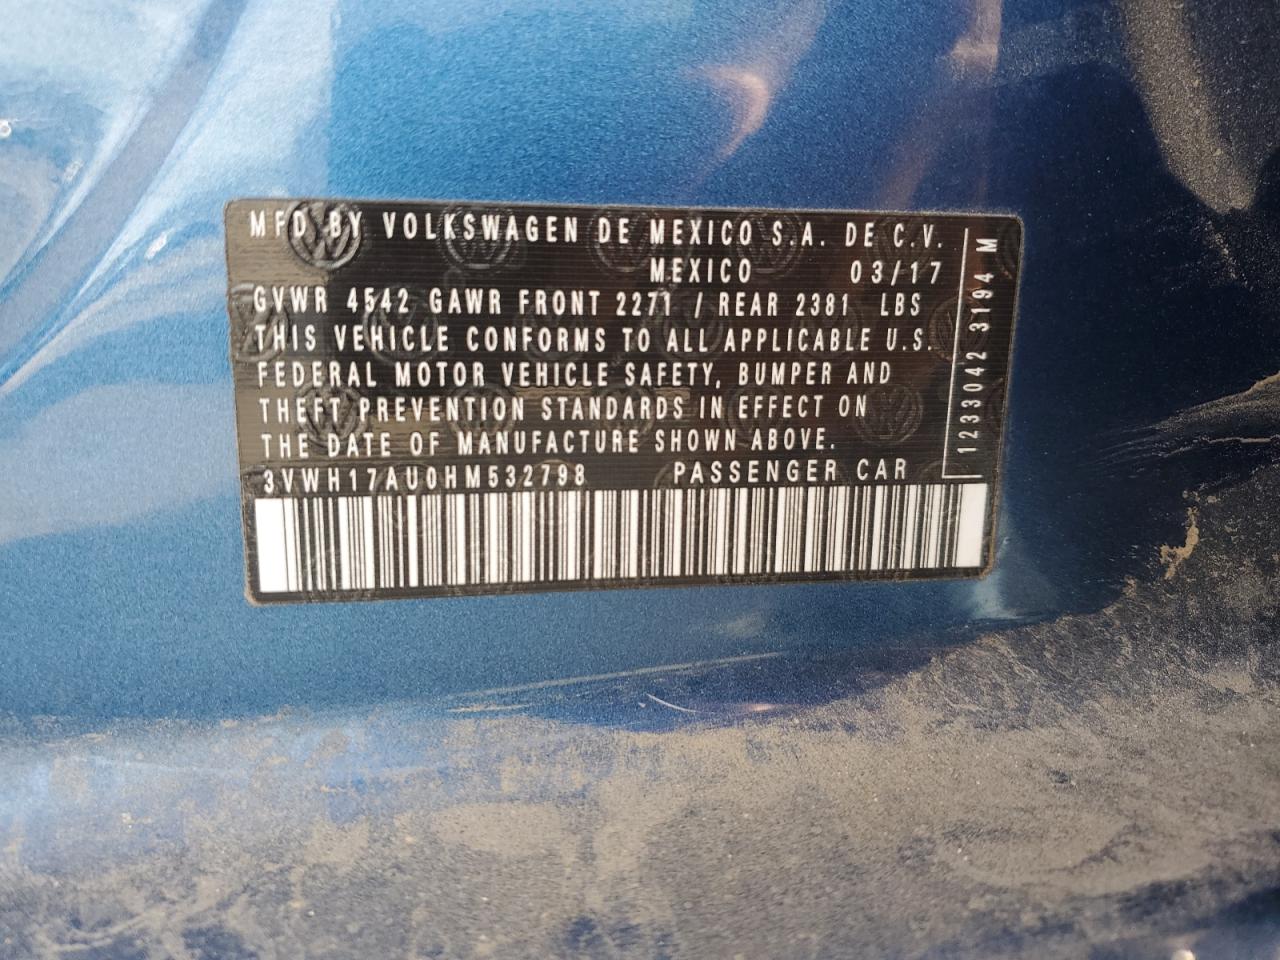 MFD BY VOLKSWAGEN DE MEXICO S.A. DE C.V.
MEXICO 03/17
GVWR 4542 GAWR FRONT 2271 / REAR 2381 LBS
THIS VEHICLE CONFORMS TO ALL APPLICABLE U.S.
FEDERAL MOTOR VEHICLE SAFETY, BUMPER AND
THEFT PREVENTION STANDARDS IN EFFECT ON
THE DATE OF MANUFACTURE SHOWN ABOVE.
3VWH17AU0HM532798 PASSENGER CAR
1233042 3194 M